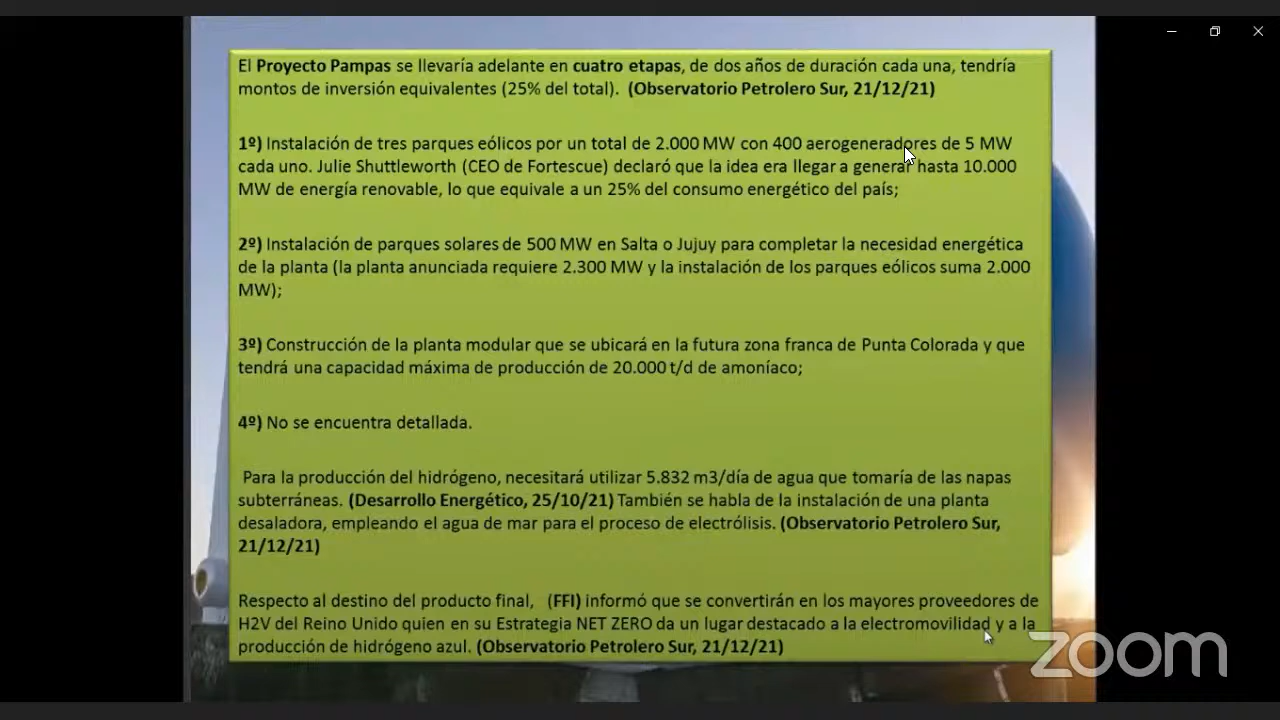 El Proyecto Pampas se llevaría adelante en cuatro etapas, de dos años de duración cada una, tendría
montos de inversión equivalentes (25% del total). (Observatorio Petrolero Sur, 21/12/21)
1º) Instalación de tres parques eólicos por un total de 2.000 MW con 400 aerogeneradores de 5 MW
cada uno. Julie Shuttleworth (CEO de Fortescue) declaró que la idea era llegar a generar hasta 10.000
MW de energía renovable, lo que equivale a un 25% del consumo energético del país;
2º) Instalación de parques solares de 500 MW en Salta o Jujuy para completar la necesidad energética
de la planta (la planta anunciada requiere 2.300 MW y la instalación de los parques eólicos suma 2.000
MW);
3º) Construcción de la planta modular que se ubicará en la futura zona franca de Punta Colorada y que
tendrá una capacidad máxima de producción de 20.000 t/d de amoníaco;
4º) No se encuentra detallada.
Para la producción del hidrógeno, necesitará utilizar 5.832 m3/día de agua que tomaría de las napas
subterráneas. (Desarrollo Energético, 25/10/21) También se habla de la instalación de una planta
desaladora, empleando el agua de mar para el proceso de electrólisis. (Observatorio Petrolero Sur,
21/12/21)
Respecto al destino del producto final, (FFI) informó que se convertirán en los mayores proveedores de
H2V del Reino Unido quien en su Estrategia NET ZERO da un lugar destacado a la electromovilidad y a la
producción de hidrógeno azul. (Observatorio Petrolero Sur, 21/12/21)
zoom